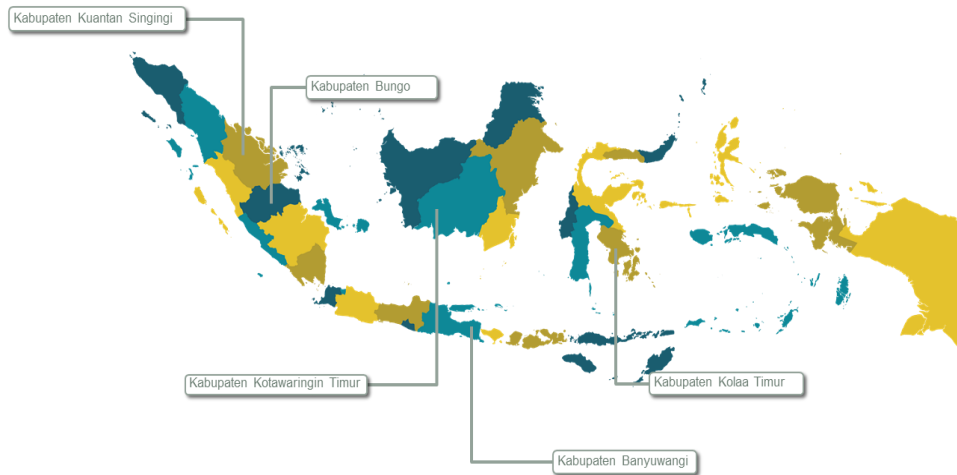 Kabupaten Kuantan Singingi
Kabupaten Bungo
Kabupaten Kotawaringin Timur
Kabupaten Kolaa Timur
Kabupaten Banyuwangi